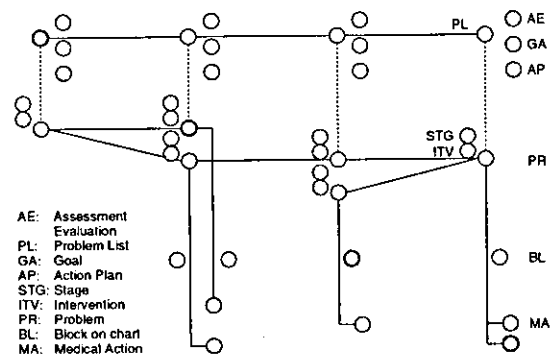 PL
AE
GA
AP
STG
ITV
PR
BL
MA
AE: Assessment
Evaluation
PL: Problem List
GA: Goal
AP: Action Plan
STG: Stage
ITV: Intervention
PR: Problem
BL: Block on chart
MA: Medical Action